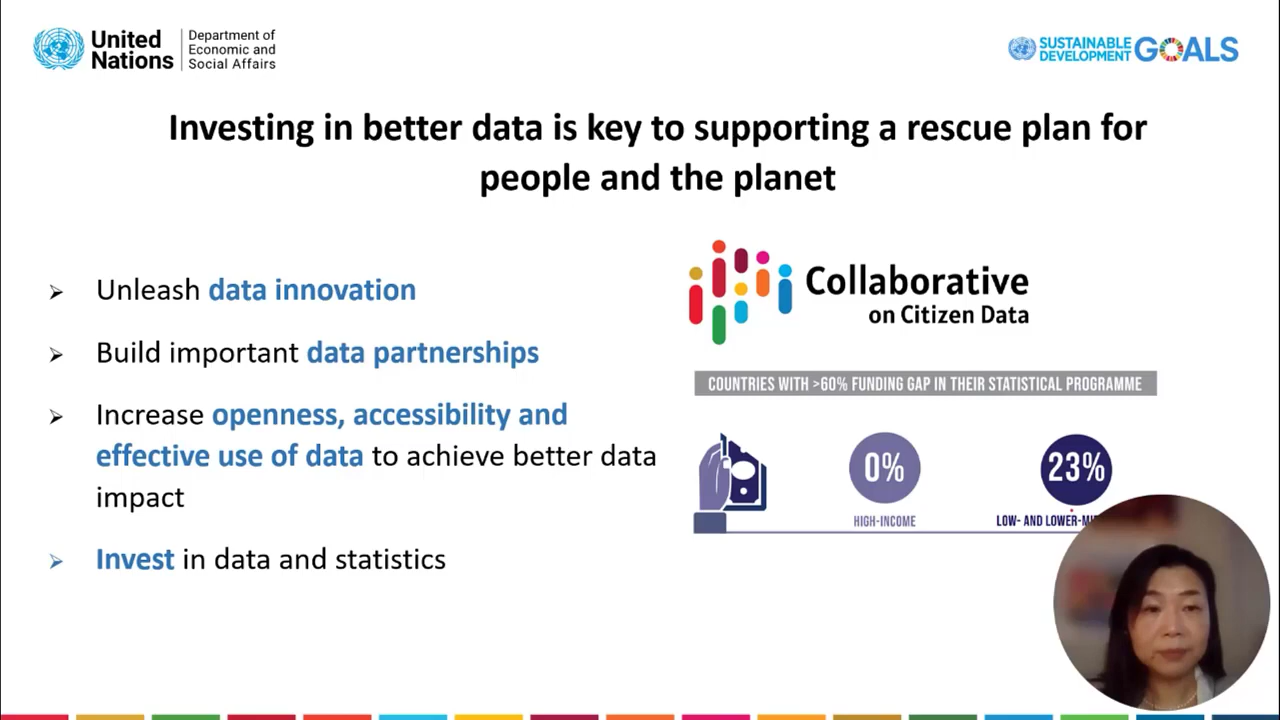 United Nations
Department of Economic and Social Affairs
SUSTAINABLE DEVELOPMENT GOALS
Investing in better data is key to supporting a rescue plan for
people and the planet
➢ Unleash data innovation
➢ Build important data partnerships
➢ Increase openness, accessibility and
effective use of data to achieve better data
impact
➢ Invest in data and statistics
Collaborative
on Citizen Data
COUNTRIES WITH >60% FUNDING GAP IN THEIR STATISTICAL PROGRAMME
0%
23%
HIGH-INCOME
LOW- AND